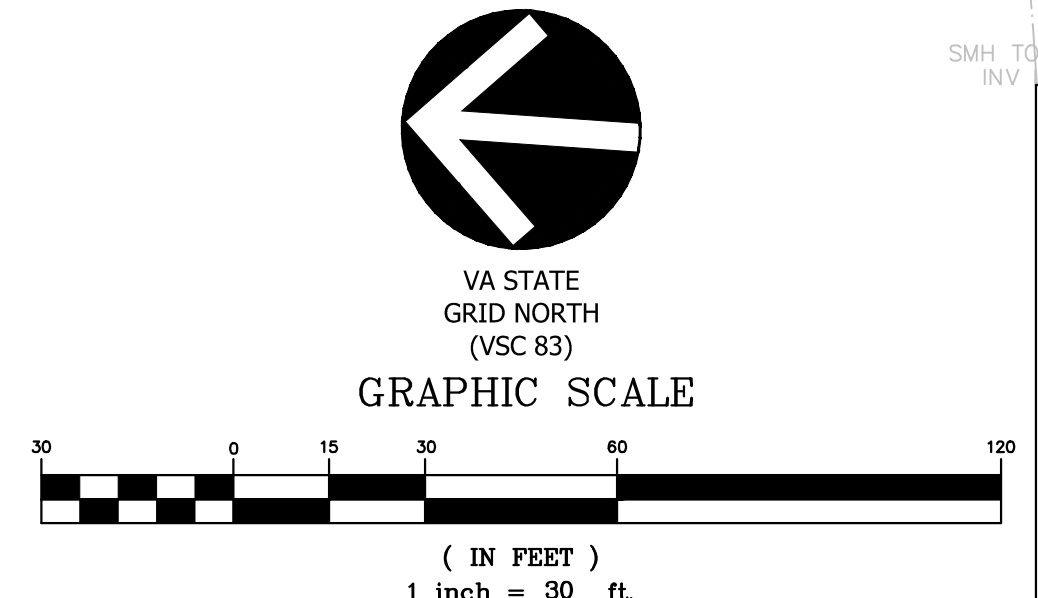 SMH TO
INV
VA STATE
GRID NORTH
(VSC 83)
GRAPHIC SCALE
30 0 15 30 60 120
( IN FEET )
1 inch = 30 ft.